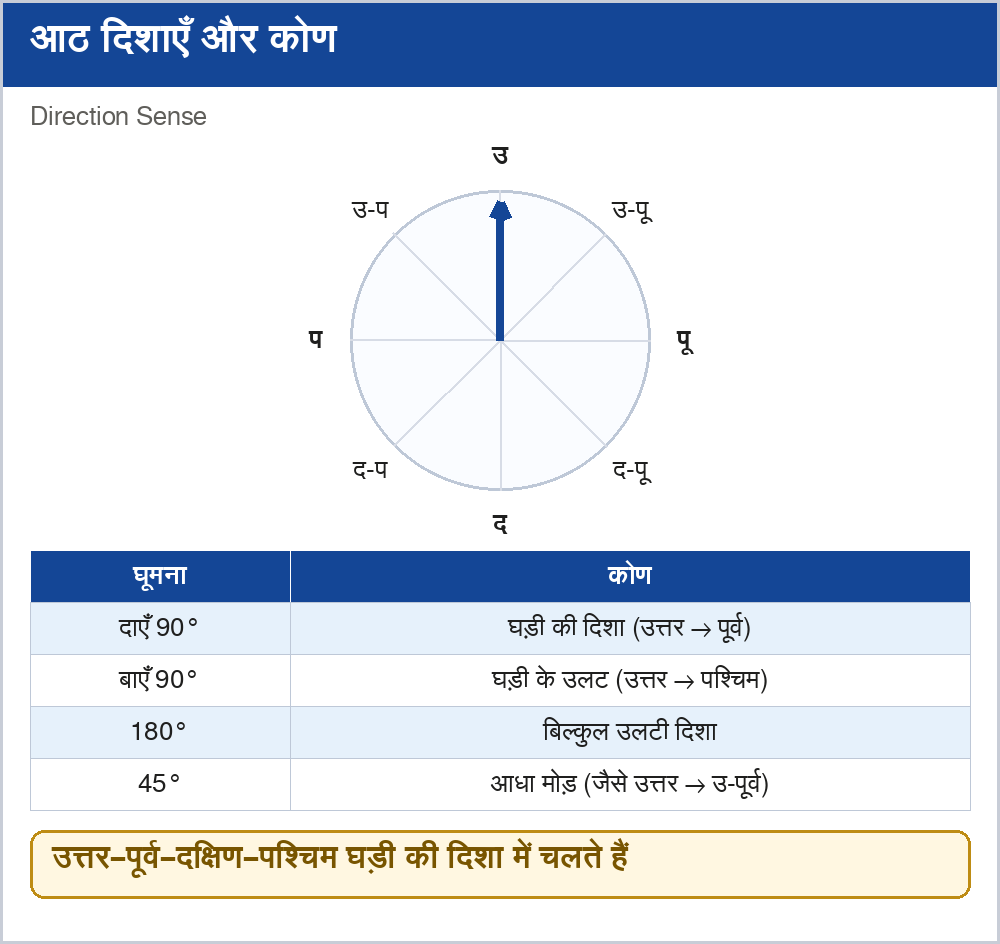 आठ दिशाएँ और कोण
Direction Sense
उ
उ-प
उ-पू
प
पू
द-प
द-पू
द
घूमना कोण
दाएँ 90° घड़ी की दिशा (उत्तर → पूर्व)
बाएँ 90° घड़ी के उलट (उत्तर → पश्चिम)
180° बिल्कुल उलटी दिशा
45° आधा मोड़ (जैसे उत्तर → उ-पूर्व)
उत्तर–पूर्व–दक्षिण–पश्चिम घड़ी की दिशा में चलते हैं